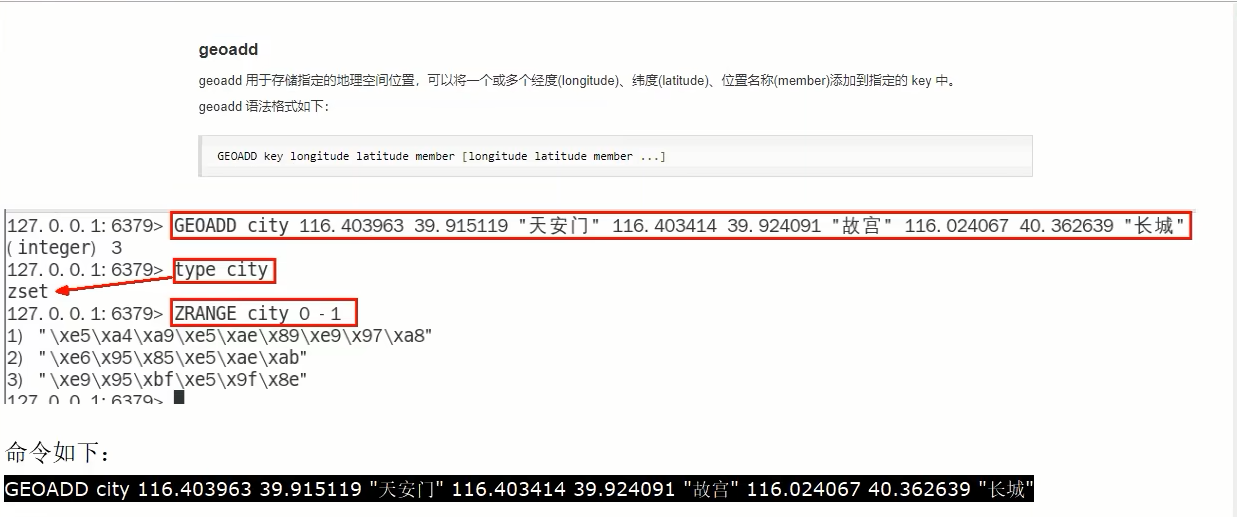 geoadd
geoadd 用于存储指定的地理空间位置，可以将一个或多个经度(longitude)、纬度(latitude)、位置名称(member)添加到指定的 key 中。
geoadd 语法格式如下：
GEOADD key longitude latitude member [longitude latitude member ...]
127.0.0.1:6379> GEOADD city 116.403963 39.915119 "天安门" 116.403414 39.924091 "故宫" 116.024067 40.362639 "长城"
(integer) 3
127.0.0.1:6379> type city
zset
127.0.0.1:6379> ZRANGE city 0 -1
1) "\xe5\xa4\xa9\xe5\xae\x89\xe9\x97\xa8"
2) "\xe6\x95\x85\xe5\xae\xab"
3) "\xe9\x95\xbf\xe5\x9f\x8e"
127.0.0.1:6379>
命令如下：
GEOADD city 116.403963 39.915119 "天安门" 116.403414 39.924091 "故宫" 116.024067 40.362639 "长城"